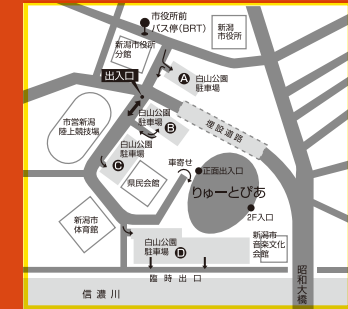 市役所前
バス停(BRT)
新潟
市役所
新潟市役所
分館
出入口
A
白山公園
駐車場
白山公園
駐車場
B
埋設道路
市営新潟
陸上競技場
白山公園
駐車場
C
車寄せ
正面出入口
県民会館
りゅーとぴあ
2F入口
新潟市
体育館
白山公園
駐車場
D
新潟市
音楽文化
会館
臨時出口
昭和大橋
信濃川